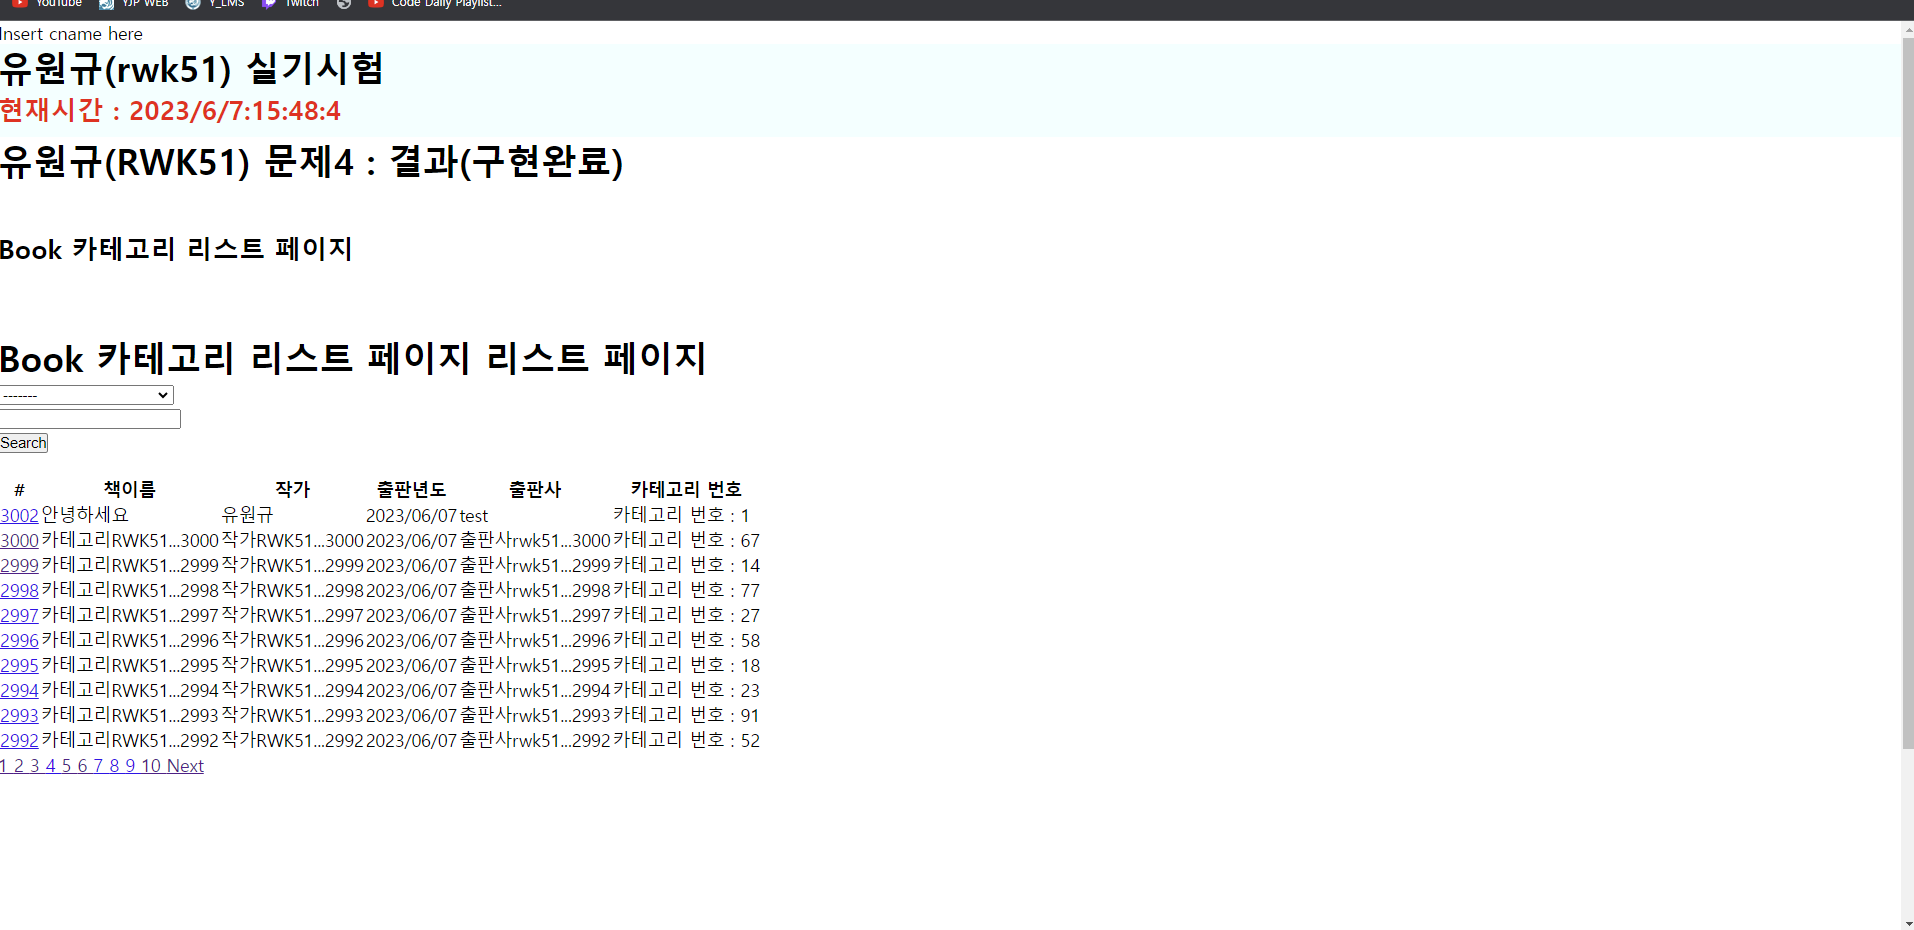 YouTube YJP WEB Y_LMS Twitch Code Daily Playlist...
Insert cname here
유원규(rwk51) 실기시험
현재시간 : 2023/6/7:15:48:4
유원규(RWK51) 문제4 : 결과(구현완료)
Book 카테고리 리스트 페이지
Book 카테고리 리스트 페이지 리스트 페이지
-------
Search
# 책이름 작가 출판년도 출판사 카테고리 번호
3002 안녕하세요 유원규 2023/06/07 test 카테고리 번호 : 1
3000 카테고리RWK51...3000 작가RWK51...3000 2023/06/07 출판사rwk51...3000 카테고리 번호 : 67
2999 카테고리RWK51...2999 작가RWK51...2999 2023/06/07 출판사rwk51...2999 카테고리 번호 : 14
2998 카테고리RWK51...2998 작가RWK51...2998 2023/06/07 출판사rwk51...2998 카테고리 번호 : 77
2997 카테고리RWK51...2997 작가RWK51...2997 2023/06/07 출판사rwk51...2997 카테고리 번호 : 27
2996 카테고리RWK51...2996 작가RWK51...2996 2023/06/07 출판사rwk51...2996 카테고리 번호 : 58
2995 카테고리RWK51...2995 작가RWK51...2995 2023/06/07 출판사rwk51...2995 카테고리 번호 : 18
2994 카테고리RWK51...2994 작가RWK51...2994 2023/06/07 출판사rwk51...2994 카테고리 번호 : 23
2993 카테고리RWK51...2993 작가RWK51...2993 2023/06/07 출판사rwk51...2993 카테고리 번호 : 91
2992 카테고리RWK51...2992 작가RWK51...2992 2023/06/07 출판사rwk51...2992 카테고리 번호 : 52
1 2 3 4 5 6 7 8 9 10 Next